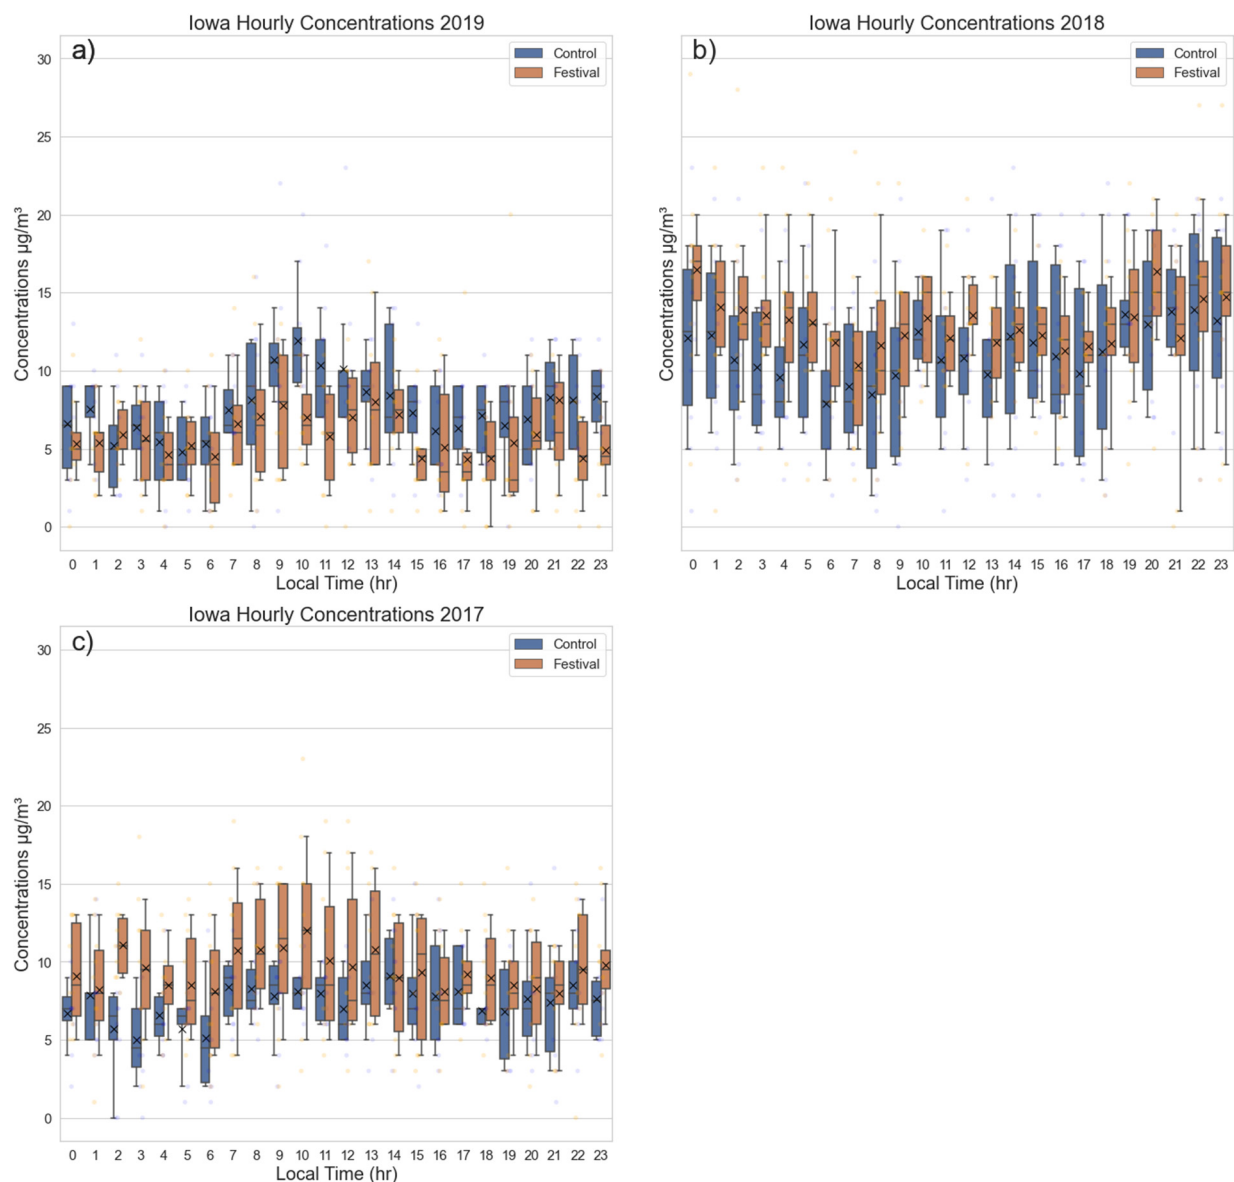 Iowa Hourly Concentrations 2019
a)
Control
Festival
30
25
20
15
10
5
0
Concentrations µg/m³
0 1 2 3 4 5 6 7 8 9 10 11 12 13 14 15 16 17 18 19 20 21 22 23
Local Time (hr)
Iowa Hourly Concentrations 2018
b)
Control
Festival
Concentrations µg/m³
0 1 2 3 4 5 6 7 8 9 10 11 12 13 14 15 16 17 18 19 20 21 22 23
Local Time (hr)
Iowa Hourly Concentrations 2017
c)
Control
Festival
30
25
20
15
10
5
0
Concentrations µg/m³
0 1 2 3 4 5 6 7 8 9 10 11 12 13 14 15 16 17 18 19 20 21 22 23
Local Time (hr)